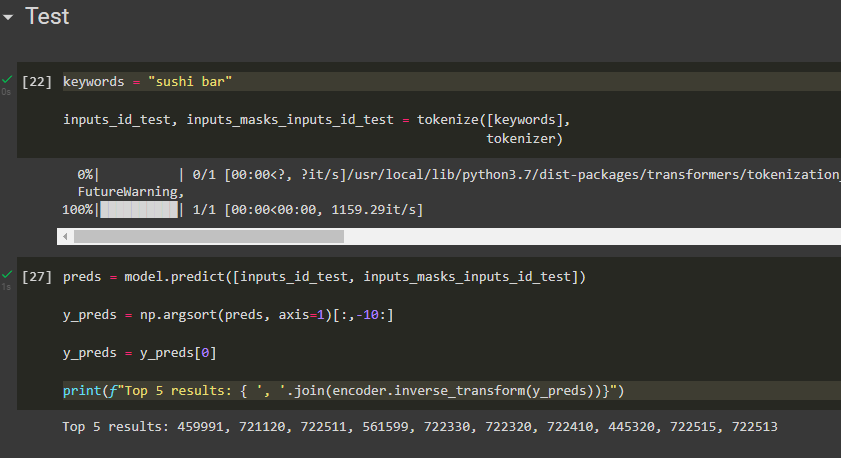 Test
[22] keywords = "sushi bar"
0s
inputs_id_test, inputs_masks_inputs_id_test = tokenize([keywords],
tokenizer)
0%| | 0/1 [00:00<?, ?it/s]/usr/local/lib/python3.7/dist-packages/transformers/tokenization_
FutureWarning,
100%|██████████| 1/1 [00:00<00:00, 1159.29it/s]
[27] preds = model.predict([inputs_id_test, inputs_masks_inputs_id_test])
1s
y_preds = np.argsort(preds, axis=1)[:,-10:]
y_preds = y_preds[0]
print(f"Top 5 results: { ', '.join(encoder.inverse_transform(y_preds))}")
Top 5 results: 459991, 721120, 722511, 561599, 722330, 722320, 722410, 445320, 722515, 722513